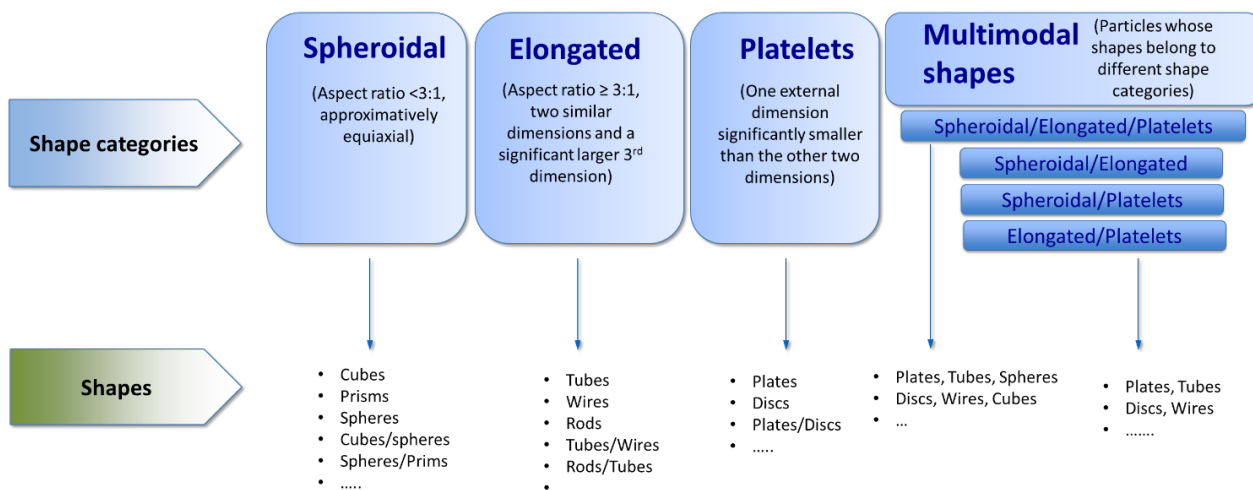 Shape categories
Spheroidal
(Aspect ratio <3:1,
approximatively
equiaxial)
Elongated
(Aspect ratio ≥ 3:1,
two similar
dimensions and a
significant larger 3rd
dimension)
Platelets
(One external
dimension
significantly smaller
than the other two
dimensions)
Multimodal
shapes
(Particles whose
shapes belong to
different shape
categories)
Spheroidal/Elongated/Platelets
Spheroidal/Elongated
Spheroidal/Platelets
Elongated/Platelets
Shapes
• Cubes
• Prisms
• Spheres
• Cubes/spheres
• Spheres/Prims
• .....
• Tubes
• Wires
• Rods
• Tubes/Wires
• Rods/Tubes
•
• Plates
• Discs
• Plates/Discs
• .....
• Plates, Tubes, Spheres
• Discs, Wires, Cubes
• ...
• Plates, Tubes
• Discs, Wires
• .......